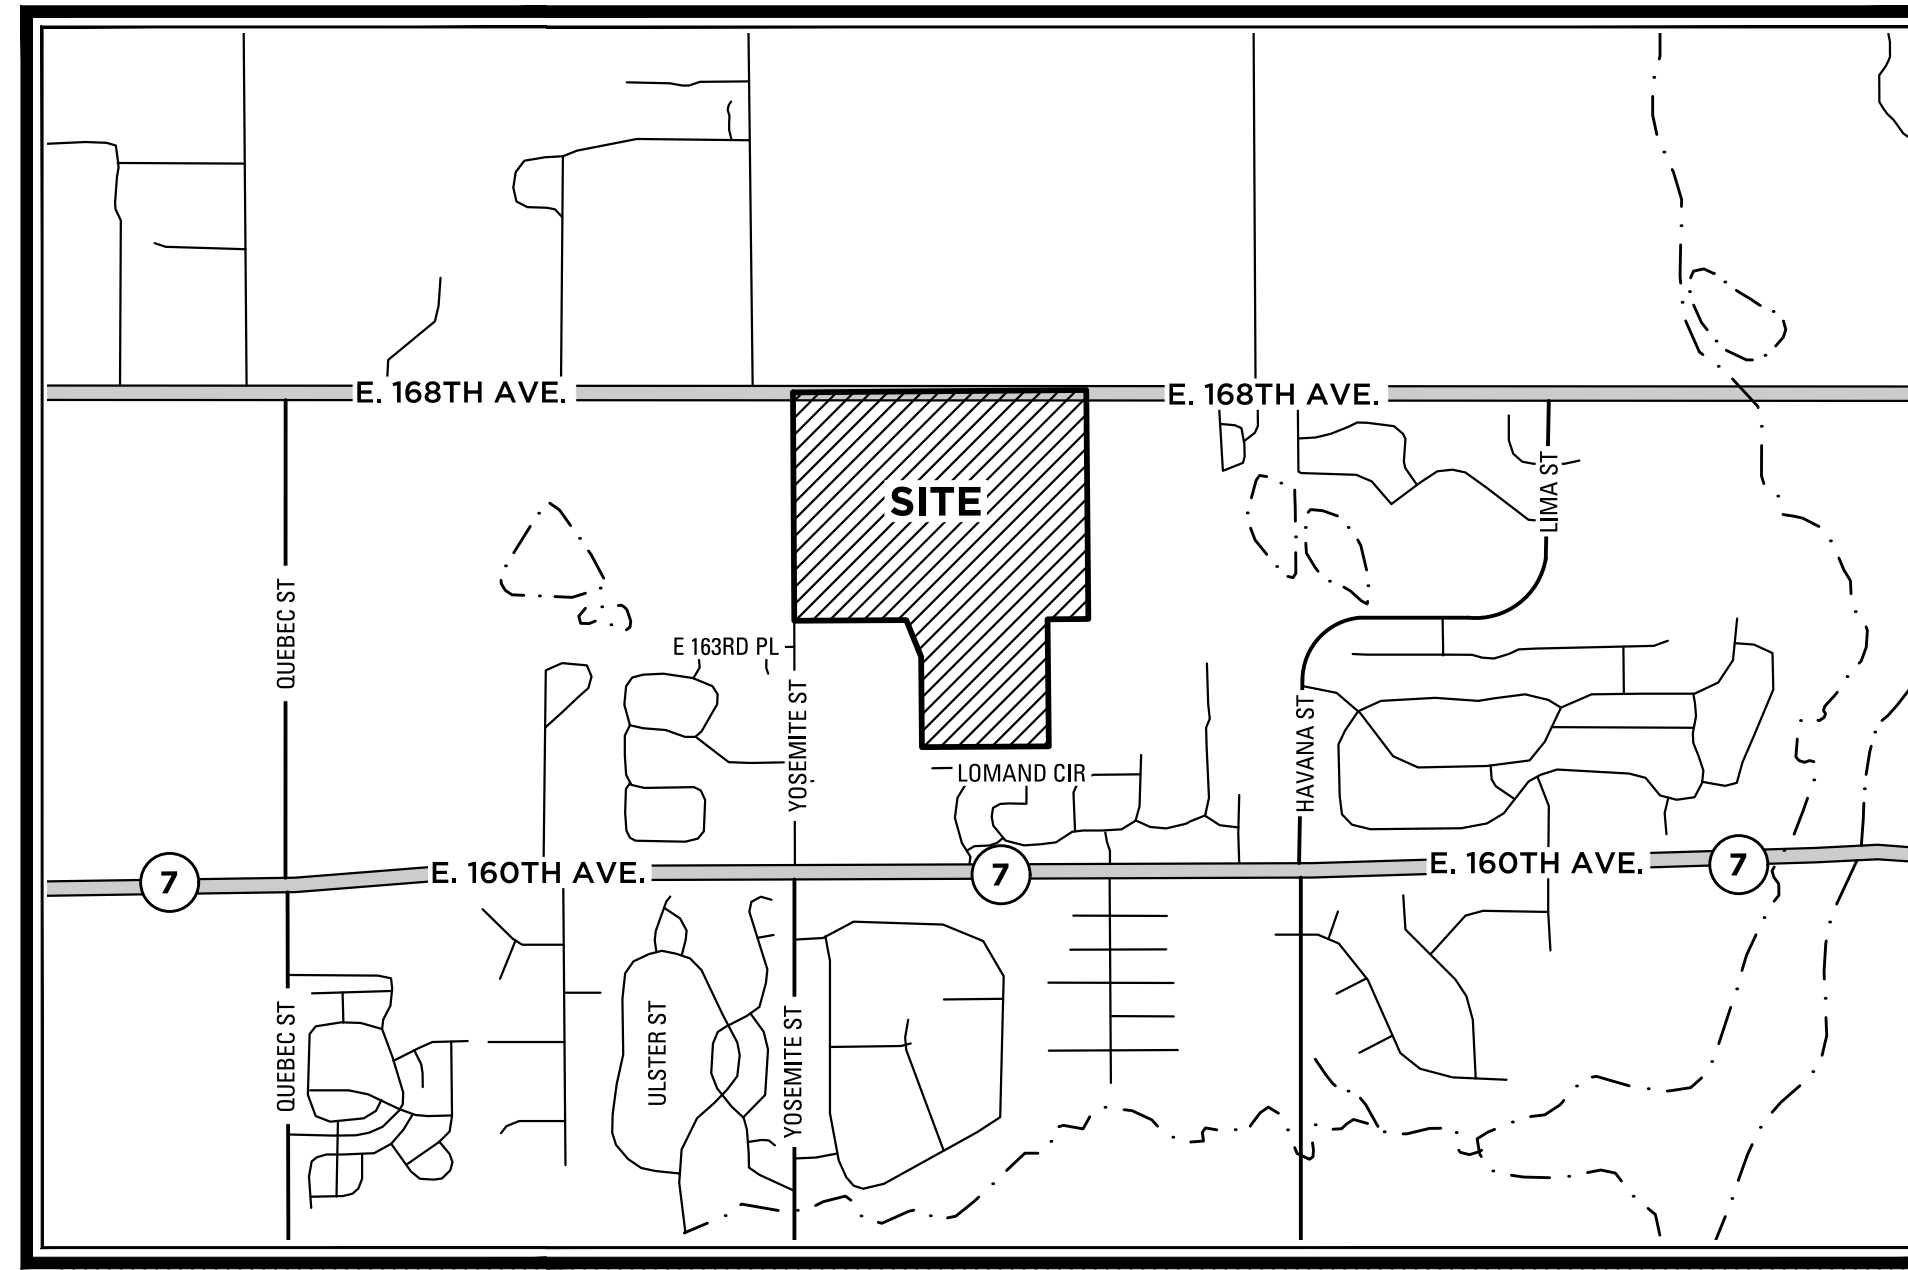 E. 168TH AVE.
E. 168TH AVE.
SITE
LIMA ST
QUEBEC ST
E 163RD PL
YOSEMITE ST
HAVANA ST
LOMAND CIR
7
E. 160TH AVE.
7
E. 160TH AVE.
7
QUEBEC ST
ULSTER ST
YOSEMITE ST